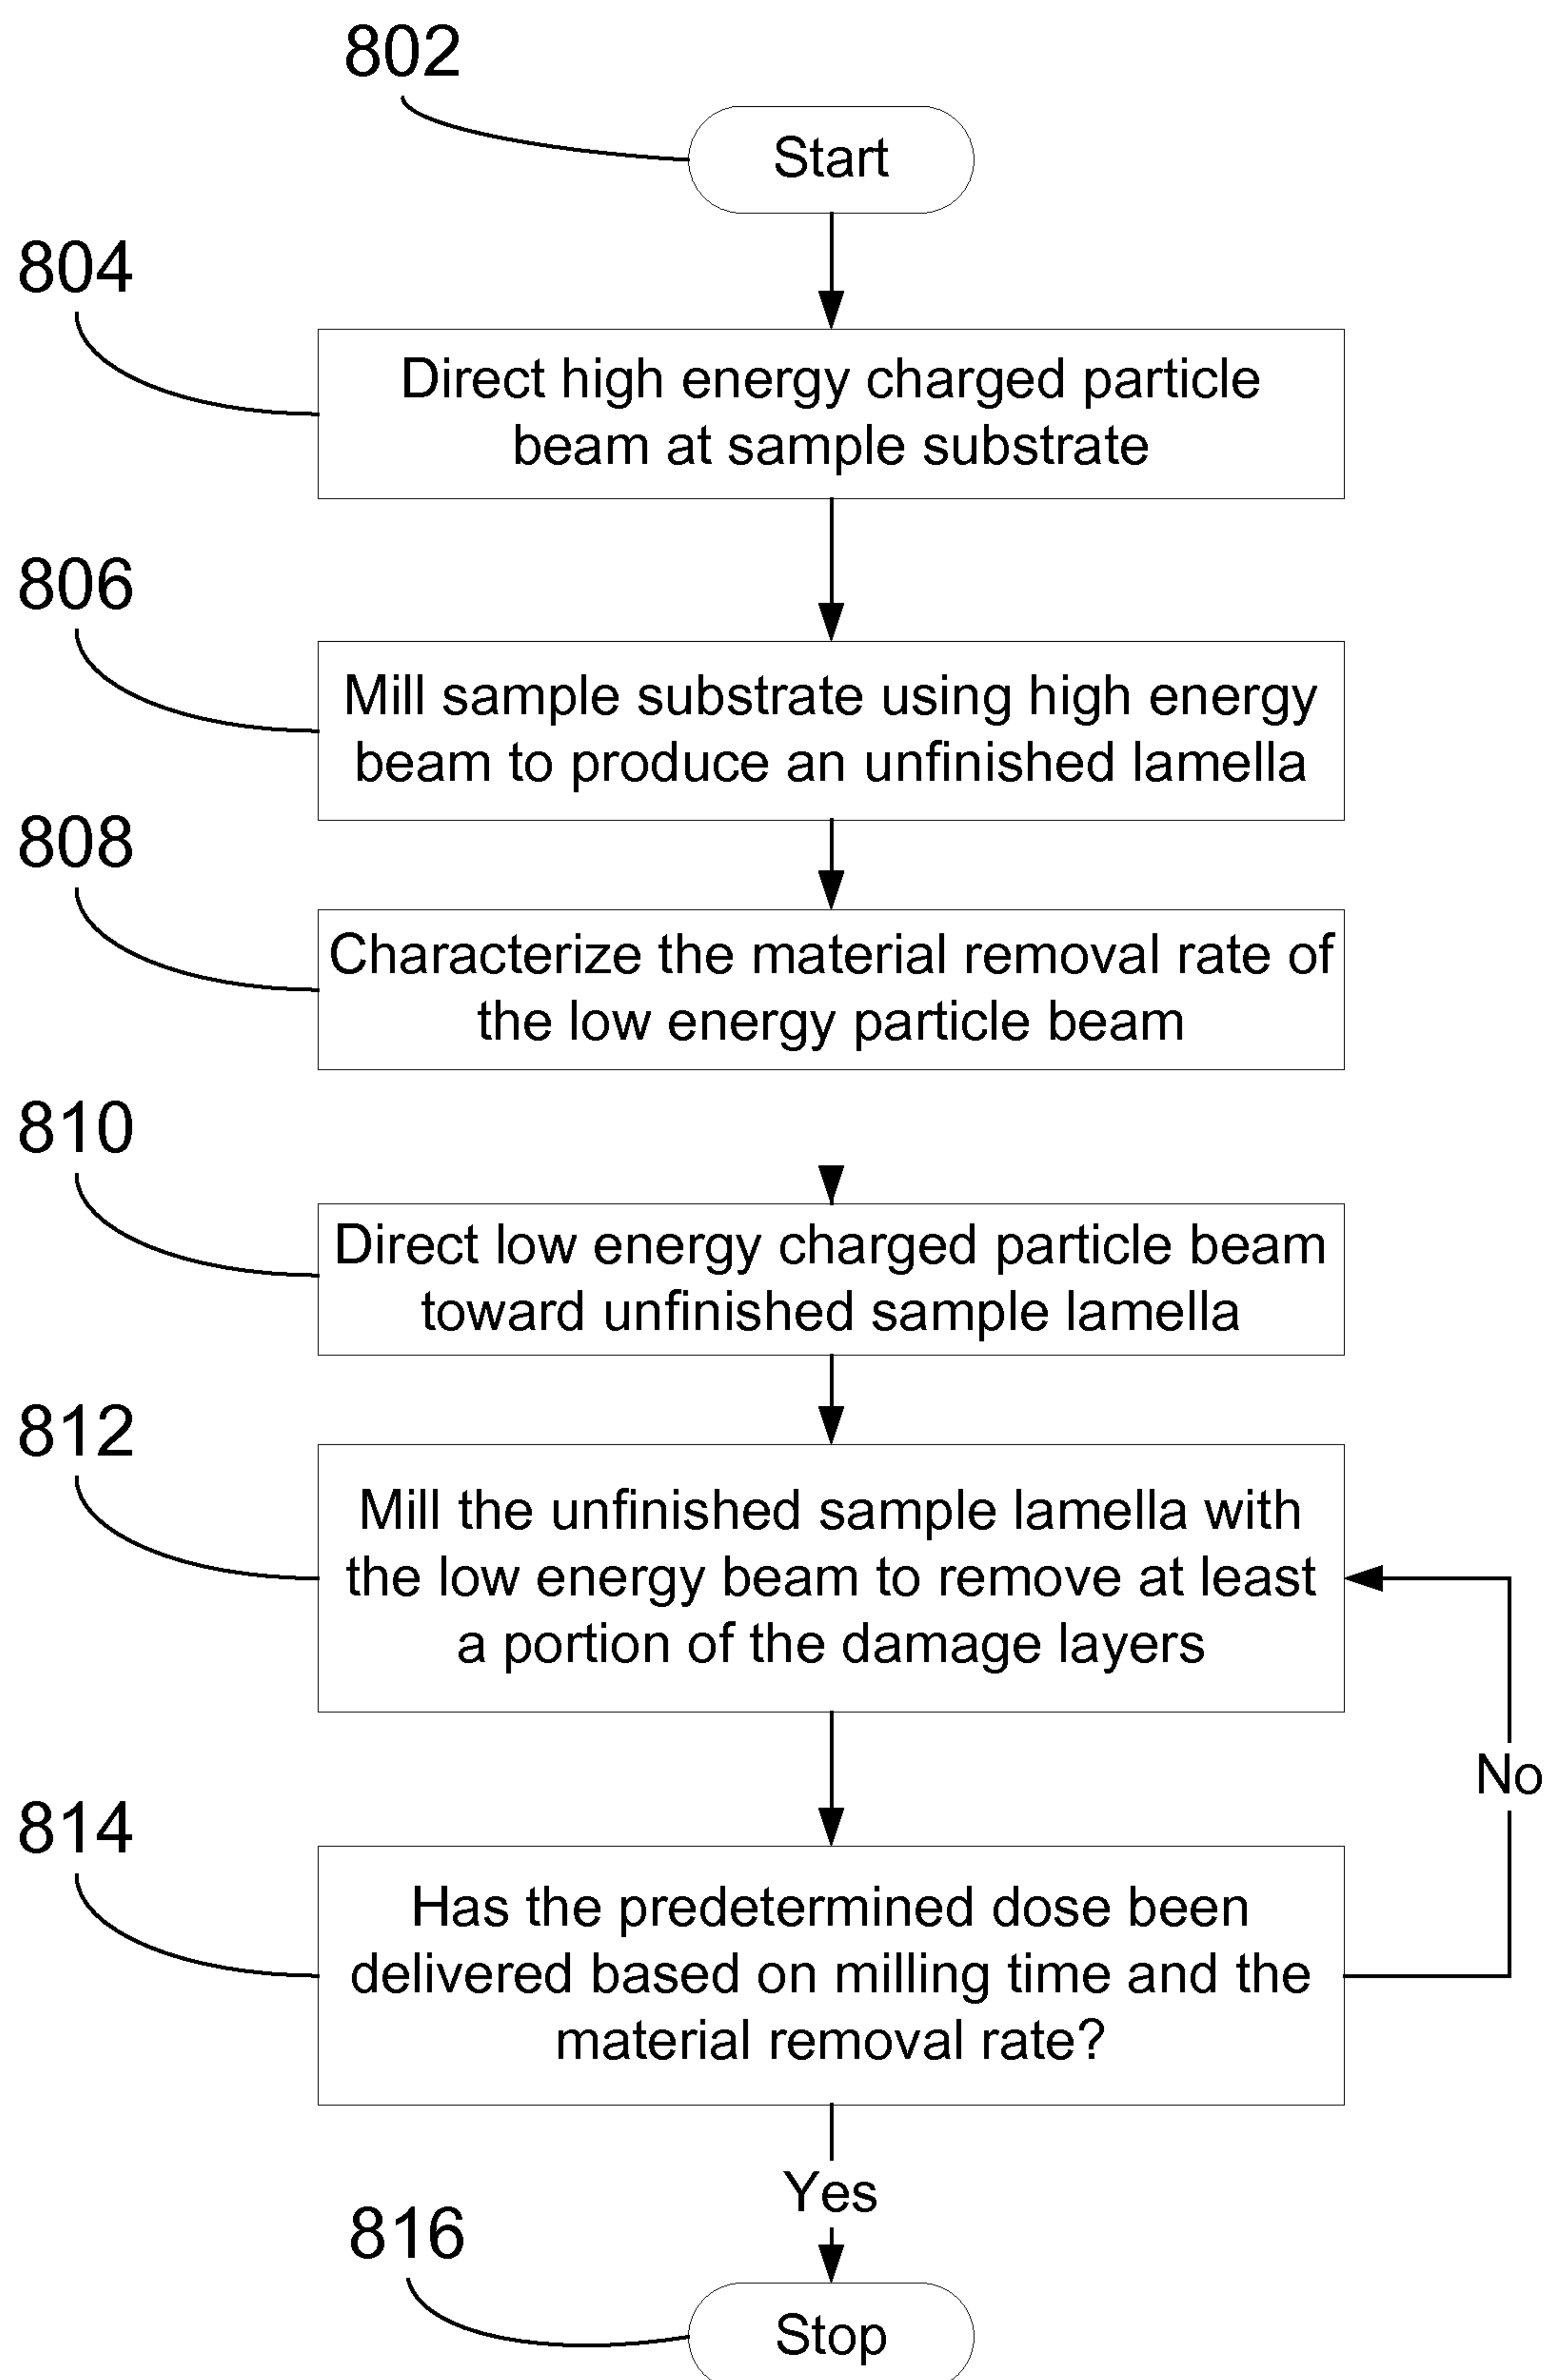 802
Start
804
Direct high energy charged particle
beam at sample substrate
806
Mill sample substrate using high energy
beam to produce an unfinished lamella
808
Characterize the material removal rate of
the low energy particle beam
810
Direct low energy charged particle beam
toward unfinished sample lamella
812
Mill the unfinished sample lamella with
the low energy beam to remove at least
a portion of the damage layers
No
814
Has the predetermined dose been
delivered based on milling time and the
material removal rate?
Yes
816
Stop